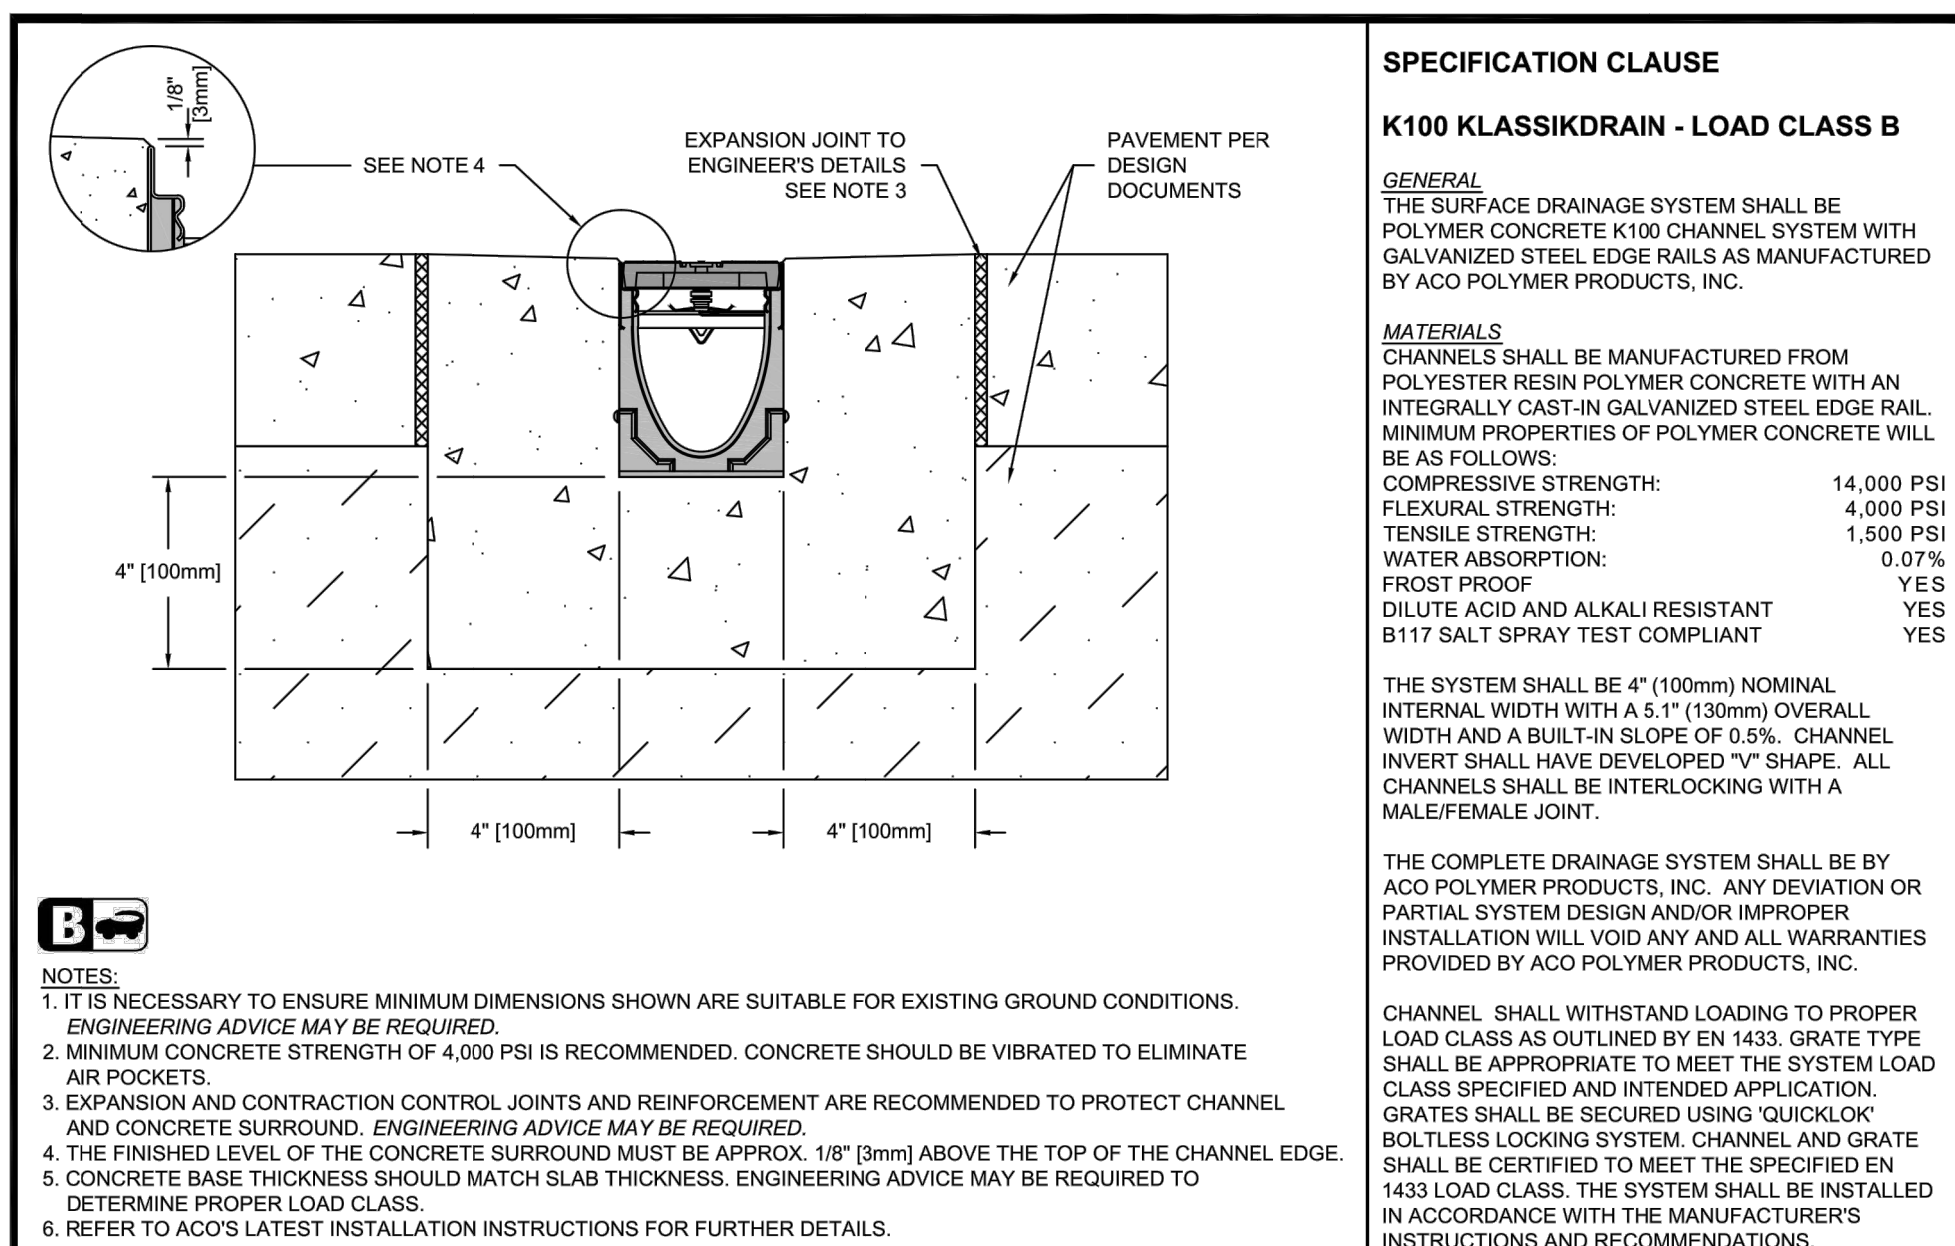 1/8"
[3mm]
SEE NOTE 4
EXPANSION JOINT TO
ENGINEER'S DETAILS
SEE NOTE 3
PAVEMENT PER
DESIGN
DOCUMENTS
4" [100mm]
4" [100mm]
4" [100mm]
B
NOTES:
1. IT IS NECESSARY TO ENSURE MINIMUM DIMENSIONS SHOWN ARE SUITABLE FOR EXISTING GROUND CONDITIONS.
ENGINEERING ADVICE MAY BE REQUIRED.
2. MINIMUM CONCRETE STRENGTH OF 4,000 PSI IS RECOMMENDED. CONCRETE SHOULD BE VIBRATED TO ELIMINATE
AIR POCKETS.
3. EXPANSION AND CONTRACTION CONTROL JOINTS AND REINFORCEMENT ARE RECOMMENDED TO PROTECT CHANNEL
AND CONCRETE SURROUND. ENGINEERING ADVICE MAY BE REQUIRED.
4. THE FINISHED LEVEL OF THE CONCRETE SURROUND MUST BE APPROX. 1/8" [3mm] ABOVE THE TOP OF THE CHANNEL EDGE.
5. CONCRETE BASE THICKNESS SHOULD MATCH SLAB THICKNESS. ENGINEERING ADVICE MAY BE REQUIRED TO
DETERMINE PROPER LOAD CLASS.
6. REFER TO ACO'S LATEST INSTALLATION INSTRUCTIONS FOR FURTHER DETAILS.
SPECIFICATION CLAUSE
K100 KLASSIKDRAIN - LOAD CLASS B
GENERAL
THE SURFACE DRAINAGE SYSTEM SHALL BE
POLYMER CONCRETE K100 CHANNEL SYSTEM WITH
GALVANIZED STEEL EDGE RAILS AS MANUFACTURED
BY ACO POLYMER PRODUCTS, INC.
MATERIALS
CHANNELS SHALL BE MANUFACTURED FROM
POLYESTER RESIN POLYMER CONCRETE WITH AN
INTEGRALLY CAST-IN GALVANIZED STEEL EDGE RAIL.
MINIMUM PROPERTIES OF POLYMER CONCRETE WILL
BE AS FOLLOWS:
COMPRESSIVE STRENGTH: 14,000 PSI
FLEXURAL STRENGTH: 4,000 PSI
TENSILE STRENGTH: 1,500 PSI
WATER ABSORPTION: 0.07%
FROST PROOF YES
DILUTE ACID AND ALKALI RESISTANT YES
B117 SALT SPRAY TEST COMPLIANT YES
THE SYSTEM SHALL BE 4" (100mm) NOMINAL
INTERNAL WIDTH WITH A 5.1" (130mm) OVERALL
WIDTH AND A BUILT-IN SLOPE OF 0.5%. CHANNEL
INVERT SHALL HAVE DEVELOPED "V" SHAPE. ALL
CHANNELS SHALL BE INTERLOCKING WITH A
MALE/FEMALE JOINT.
THE COMPLETE DRAINAGE SYSTEM SHALL BE BY
ACO POLYMER PRODUCTS, INC. ANY DEVIATION OR
PARTIAL SYSTEM DESIGN AND/OR IMPROPER
INSTALLATION WILL VOID ANY AND ALL WARRANTIES
PROVIDED BY ACO POLYMER PRODUCTS, INC.
CHANNEL SHALL WITHSTAND LOADING TO PROPER
LOAD CLASS AS OUTLINED BY EN 1433. GRATE TYPE
SHALL BE APPROPRIATE TO MEET THE SYSTEM LOAD
CLASS SPECIFIED AND INTENDED APPLICATION.
GRATES SHALL BE SECURED USING 'QUICKLOK'
BOLTLESS LOCKING SYSTEM. CHANNEL AND GRATE
SHALL BE CERTIFIED TO MEET THE SPECIFIED EN
1433 LOAD CLASS. THE SYSTEM SHALL BE INSTALLED
IN ACCORDANCE WITH THE MANUFACTURER'S
INSTRUCTIONS AND RECOMMENDATIONS.